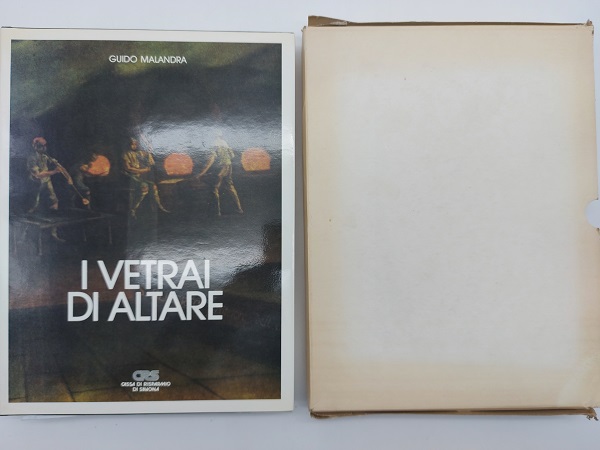 GUIDO MALANDRA
I VETRAI
DI ALTARE
CRS
CASSA DI RISPARMIO
DI SAVONA